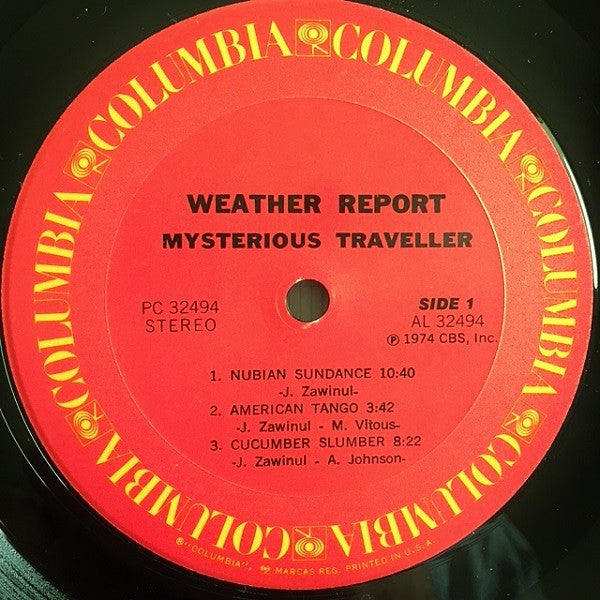 COLUMBIA COLUMBIA COLUMBIA COLUMBIA COLUMBIA COLUMBIA
WEATHER REPORT
MYSTERIOUS TRAVELLER
PC 32494
STEREO
SIDE 1
AL 32494
℗ 1974 CBS, Inc.
1. NUBIAN SUNDANCE 10:40
-J. Zawinul-
2. AMERICAN TANGO 3:42
-J. Zawinul - M. Vitous-
3. CUCUMBER SLUMBER 8:22
-J. Zawinul - A. Johnson-
® "COLUMBIA", MARCAS REG. PRINTED IN U.S.A.